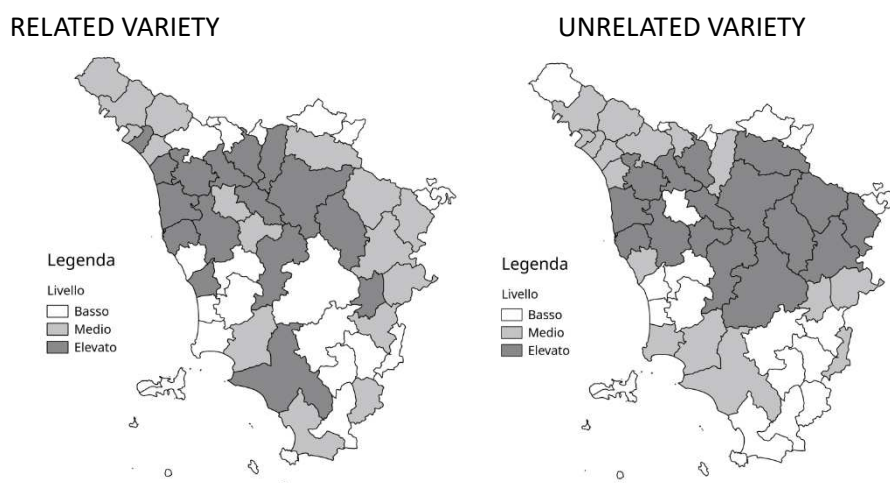 RELATED VARIETY
UNRELATED VARIETY
Legenda
Livello
Basso
Medio
Elevato
Legenda
Livello
Basso
Medio
Elevato